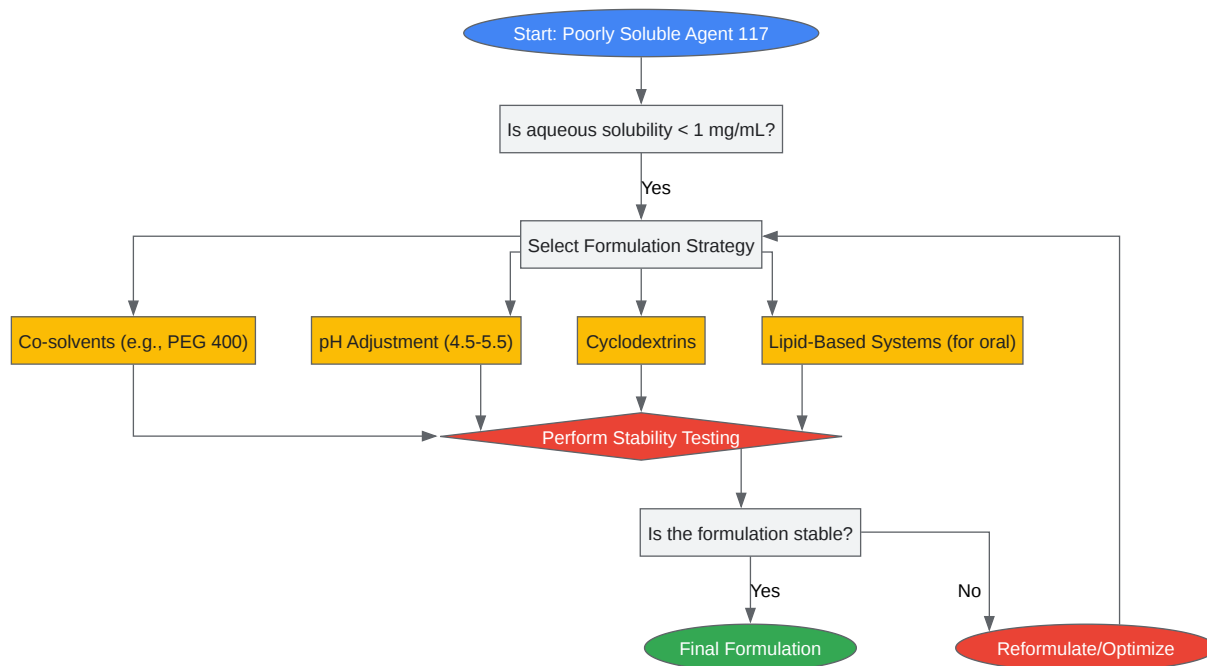 Start: Poorly Soluble Agent 117
Is aqueous solubility < 1 mg/mL?
Yes
Select Formulation Strategy
Co-solvents (e.g., PEG 400)
pH Adjustment (4.5-5.5)
Cyclodextrins
Lipid-Based Systems (for oral)
Perform Stability Testing
Is the formulation stable?
Yes
No
Final Formulation
Reformulate/Optimize